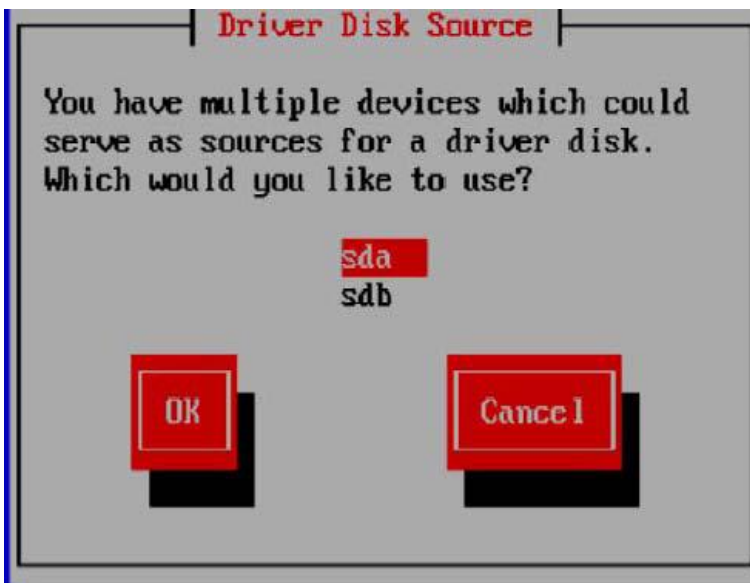 Driver Disk Source
You have multiple devices which could
serve as sources for a driver disk.
Which would you like to use?
sda
sdb
OK
Cancel